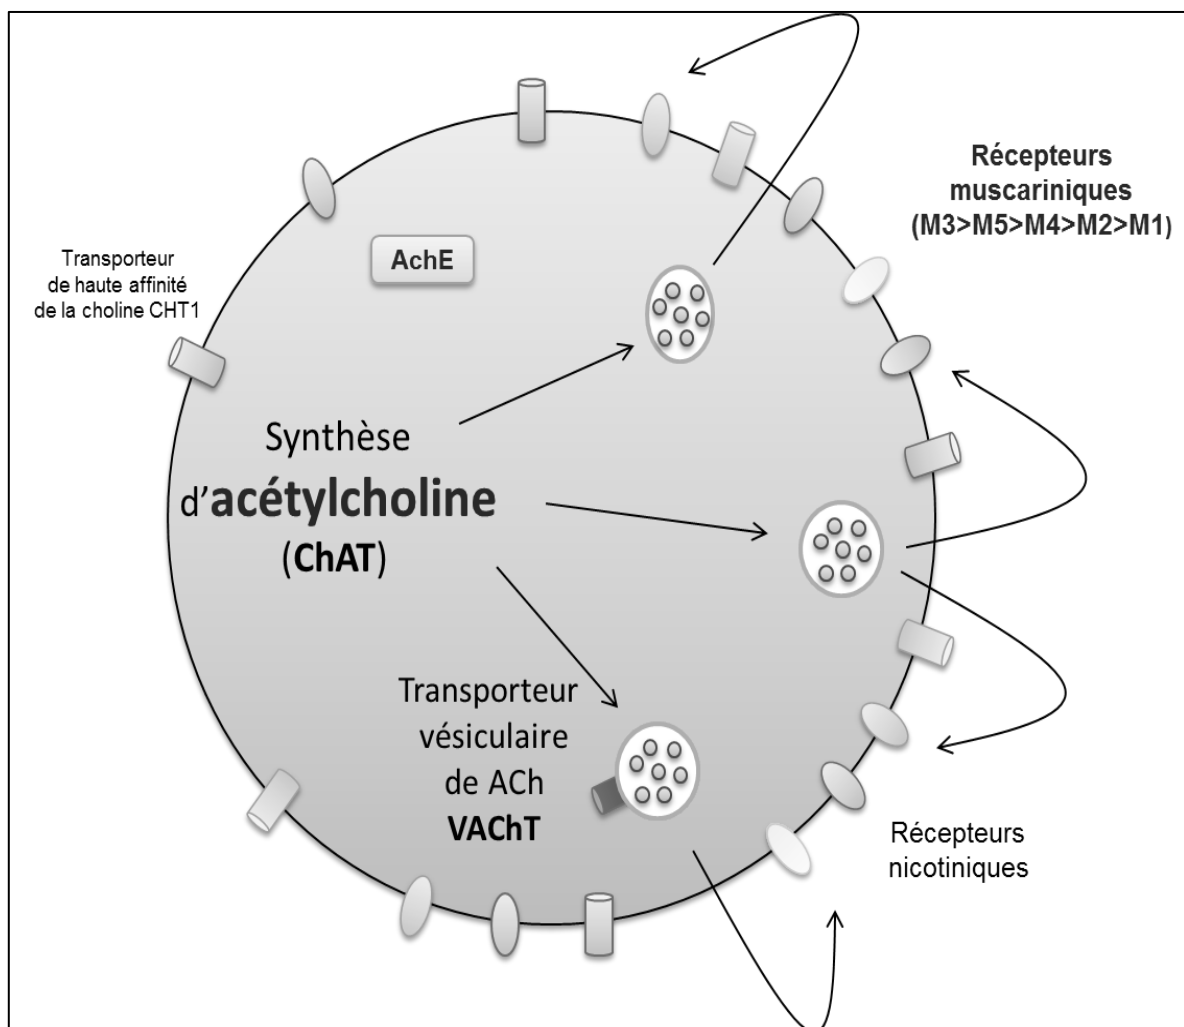 Récepteurs
muscariniques
(M3>M5>M4>M2>M1)
AchE
Transporteur
de haute affinité
de la choline CHT1
Synthèse
d'acétylcholine
(ChAT)
Transporteur
vésiculaire
de ACh
VAChT
Récepteurs
nicotiniques